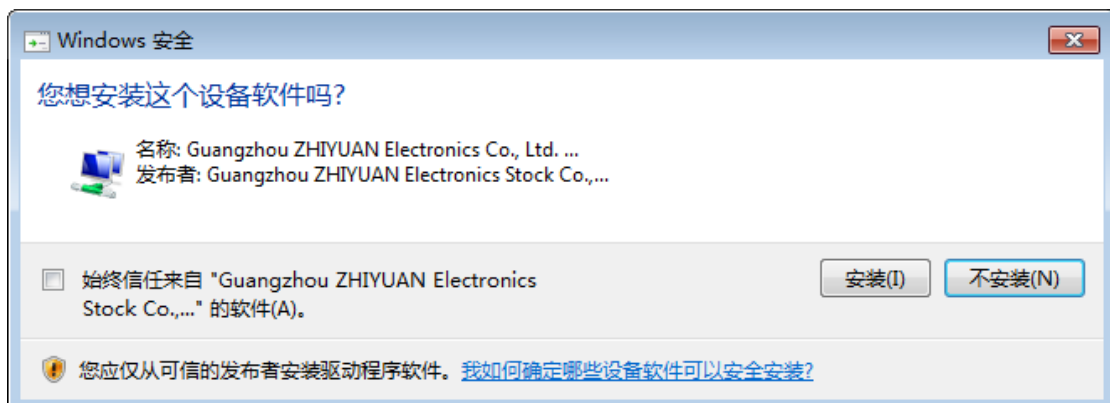 Windows 安全
您想安装这个设备软件吗?
名称: Guangzhou ZHIYUAN Electronics Co., Ltd. ...
发布者: Guangzhou ZHIYUAN Electronics Stock Co.,...
始终信任来自 "Guangzhou ZHIYUAN Electronics
Stock Co.,..." 的软件(A)。
安装(I)
不安装(N)
您应仅从可信的发布者安装驱动程序软件。我如何确定哪些设备软件可以安全安装?